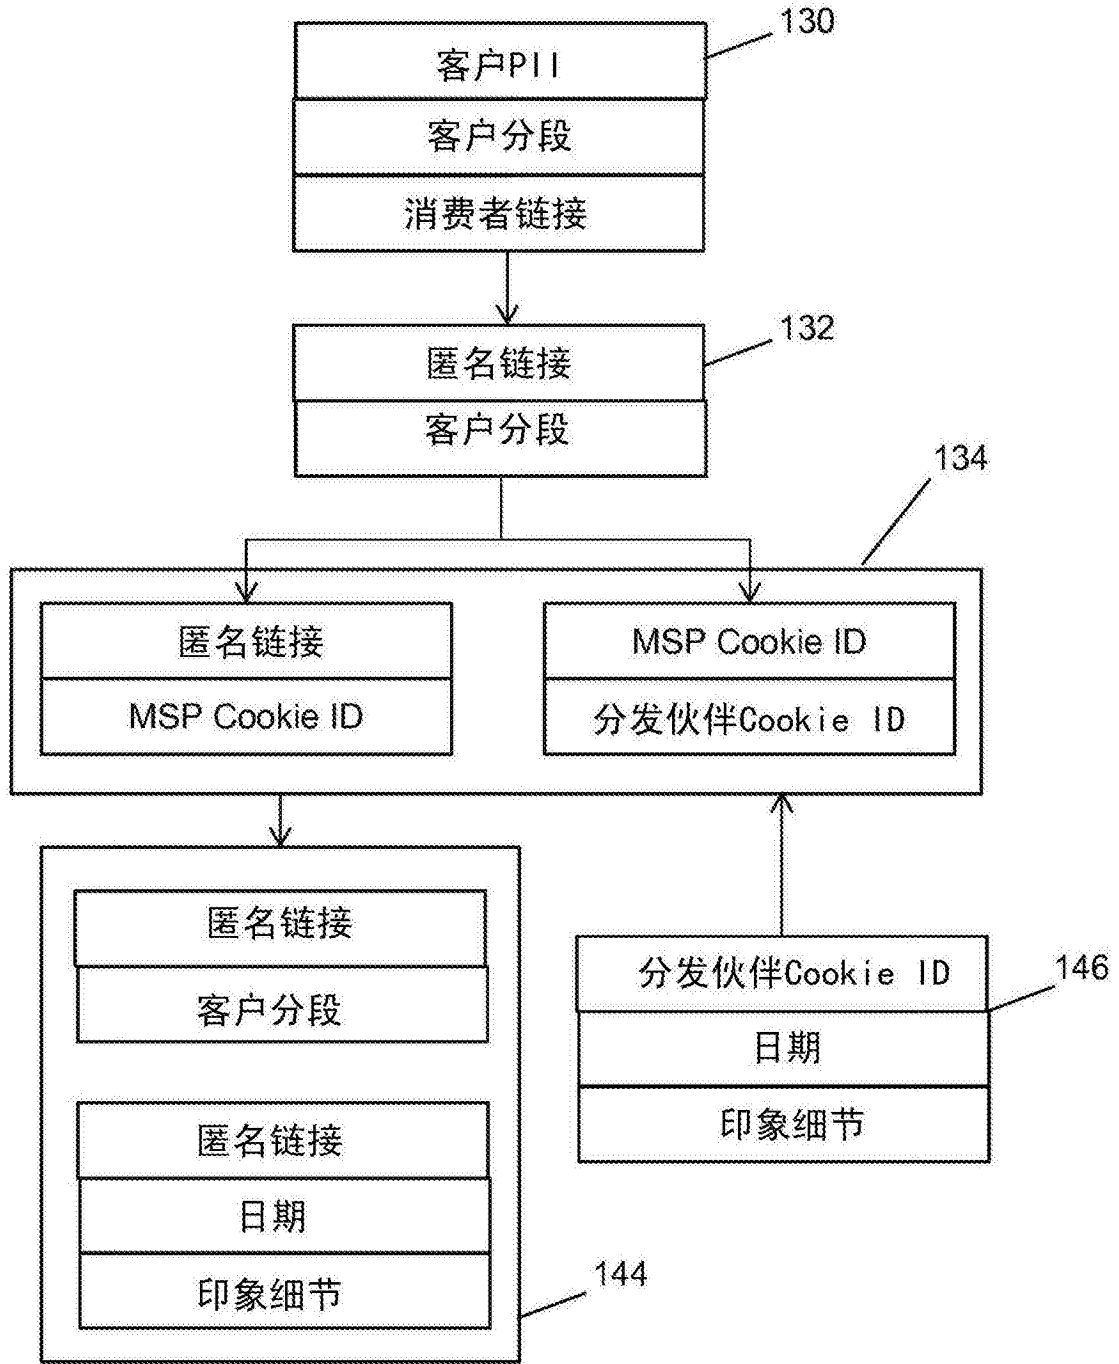 130
客户PII
客户分段
消费者链接
132
匿名链接
客户分段
134
匿名链接
MSP Cookie ID
MSP Cookie ID
分发伙伴Cookie ID
匿名链接
客户分段
匿名链接
日期
印象细节
144
分发伙伴Cookie ID
146
日期
印象细节